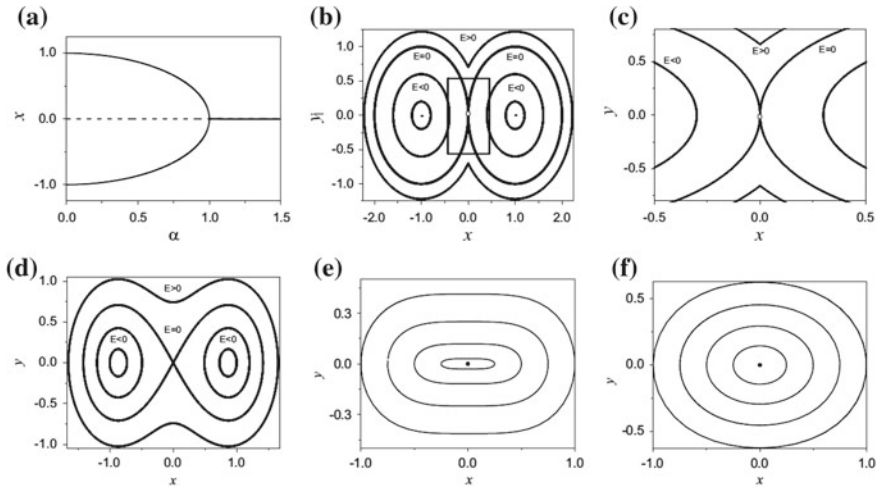 (a)
1.0
0.0
-1.0
x
0.0 0.5 1.0 1.5
α
(b)
1.0
0.5
0.0
-0.5
-1.0
y
E>0
E=0 E=0
E<0 E<0
-2.0 -1.0 0.0 1.0 2.0
x
(c)
0.5
0.0
-0.5
y
E<0 E>0 E=0
-0.5 0.0 0.5
x
(d)
1.0
0.5
0.0
-0.5
-1.0
y
E>0
E=0
E<0 E<0
-1.0 0.0 1.0
x
(e)
0.3
0.0
-0.3
y
-1.0 0.0 1.0
x
(f)
0.5
0.0
-0.5
y
-1.0 0.0 1.0
x